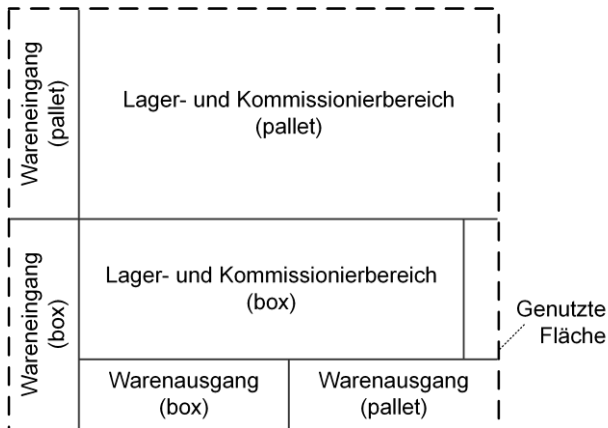 Wareneingang
(pallet)
Lager- und Kommissionierbereich
(pallet)
Wareneingang
(box)
Lager- und Kommissionierbereich
(box)
Genutzte
Fläche
Warenausgang
(box)
Warenausgang
(pallet)